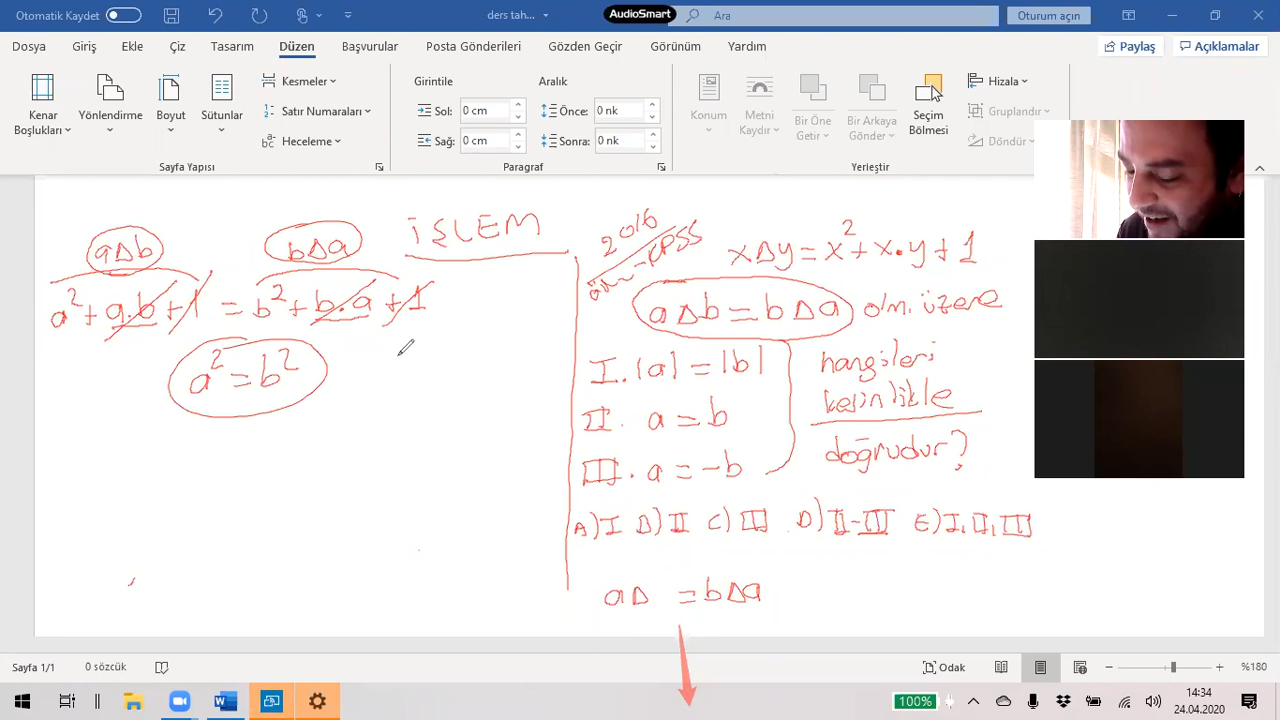 Otomatik Kaydet
ders tah...
AudioSmart
Ara
Oturum açın
Dosya Giriş Ekle Çiz Tasarım Düzen Başvurular Posta Gönderileri Gözden Geçir Görünüm Yardım
Paylaş Açıklamalar
Kenar Boşlukları
Yönlendirme
Boyut
Sütunlar
Kesmeler
Satır Numaraları
Heceleme
Sayfa Yapısı
Girintile
Sol: 0 cm
Sağ: 0 cm
Aralık
Önce: 0 nk
Sonra: 0 nk
Paragraf
Konum
Metni Kaydır
Bir Öne Getir
Bir Arkaya Gönder
Seçim Bölmesi
Hizala
Gruplandır
Döndür
Yerleştir
aΔb bΔa
a²+a.b+1 = b²+b.a+1
a²=b²
İŞLEM
2016-KPSS
xΔy=x²+x.y+1
aΔb=bΔa olm. üzere
I. |a|=|b|
II. a=b
III. a=-b
hangileri
kesinlikle
doğrudur?
A) I D) II C) III D) II-III E) I, II, III
aΔ =bΔa
Sayfa 1/1 0 sözcük
Odak
%180
100%
14:34
24.04.2020